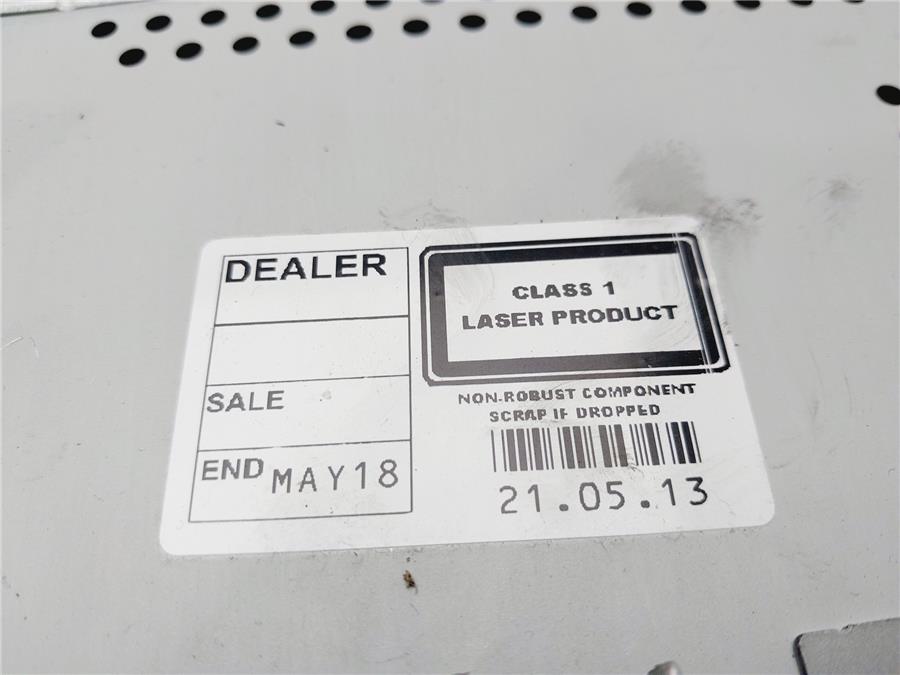 DEALER
SALE
END MAY18
CLASS 1
LASER PRODUCT
NON-ROBUST COMPONENT
SCRAP IF DROPPED
21.05.13